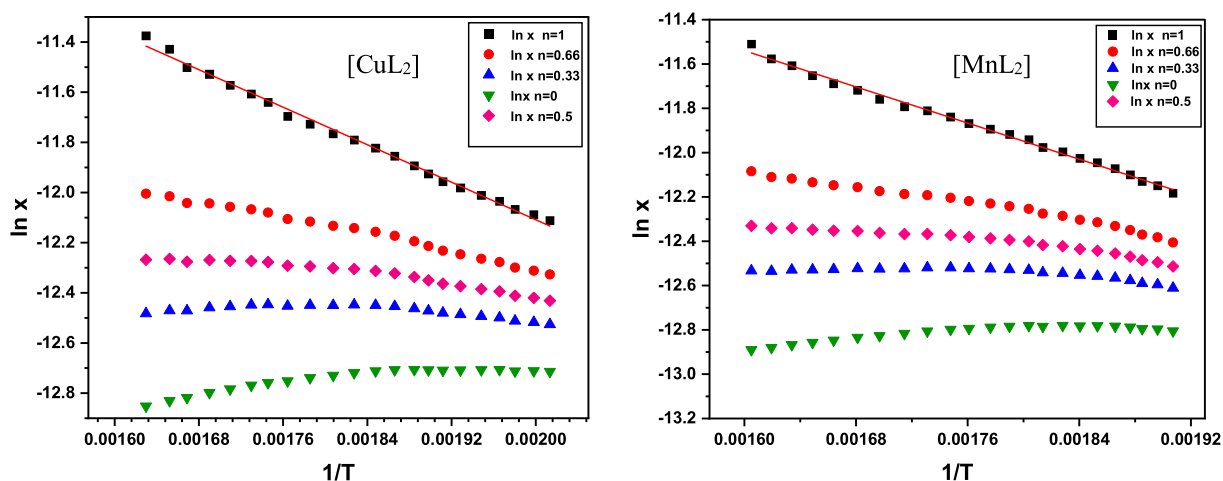 -11.4
-11.6
-11.8
-12.0
-12.2
-12.4
-12.6
-12.8
ln x
0.00160 0.00168 0.00176 0.00184 0.00192 0.00200
1/T
[CuL₂]
ln x n=1
ln x n=0.66
ln x n=0.33
lnx n=0
ln x n=0.5
-11.4
-11.6
-11.8
-12.0
-12.2
-12.4
-12.6
-12.8
-13.0
-13.2
ln x
0.00160 0.00168 0.00176 0.00184 0.00192
1/T
[MnL₂]
ln x n=1
ln x n=0.66
ln x n=0.33
lnx n=0
ln x n=0.5